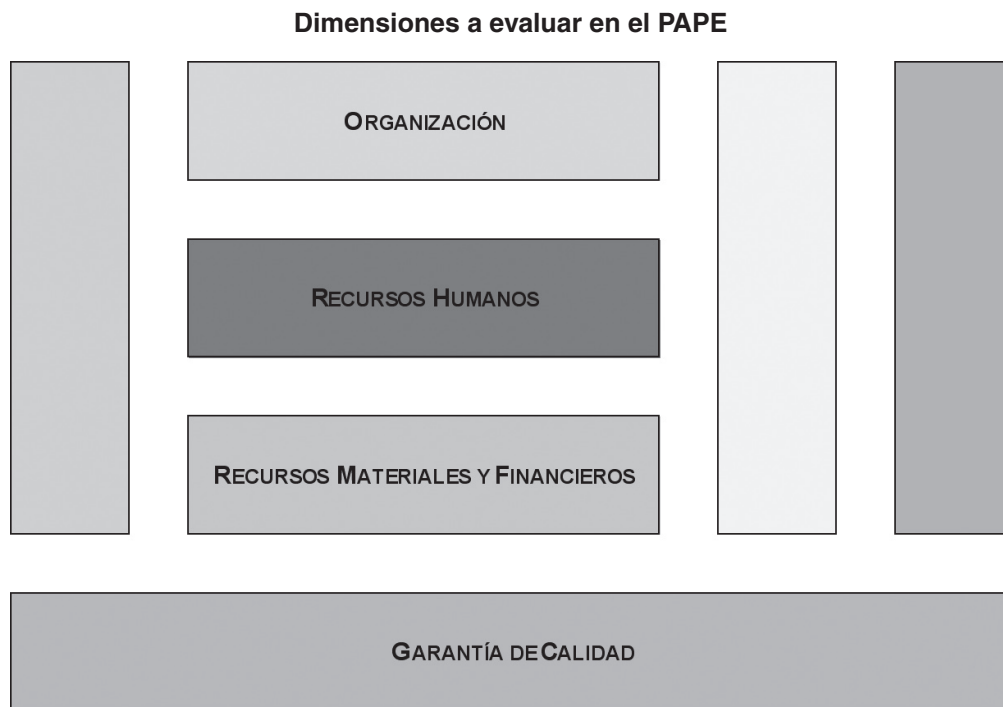 Dimensiones a evaluar en el PAPE
ORGANIZACIÓN
RECURSOS HUMANOS
RECURSOS MATERIALES Y FINANCIEROS
GARANTÍA DE CALIDAD